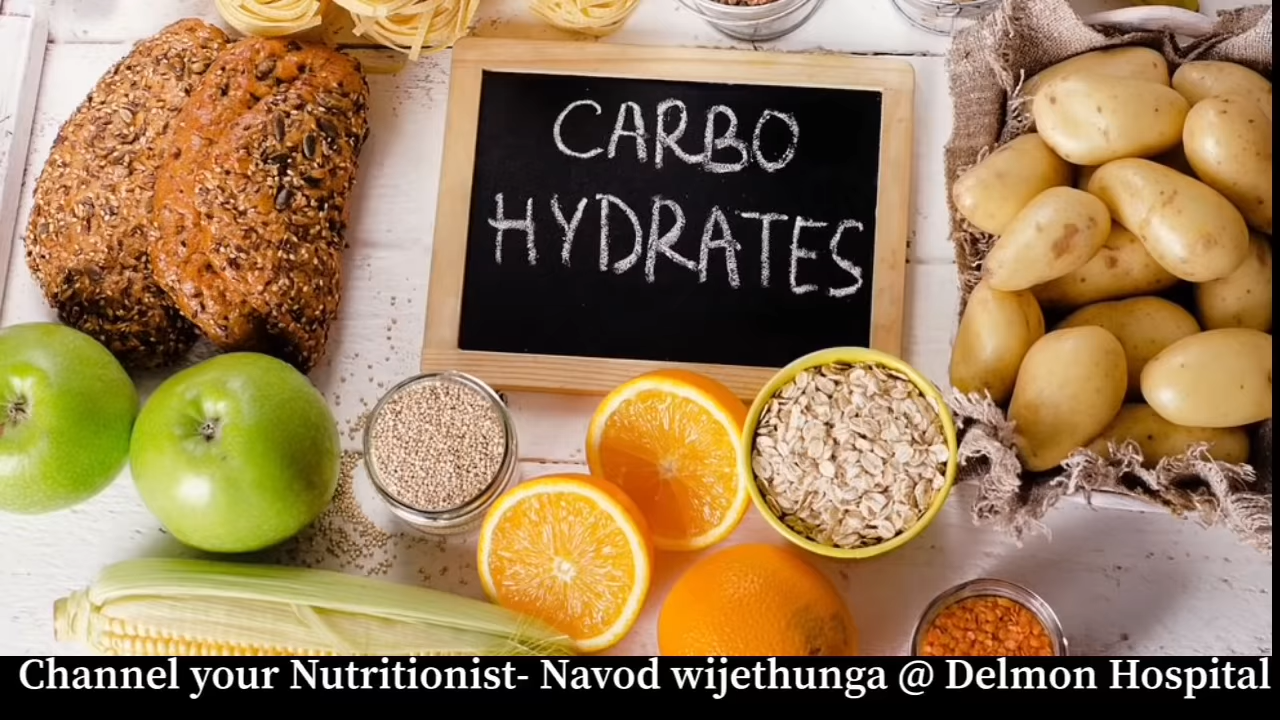 CARBO
HYDRATES
Channel your Nutritionist- Navod wijethunga @ Delmon Hospital